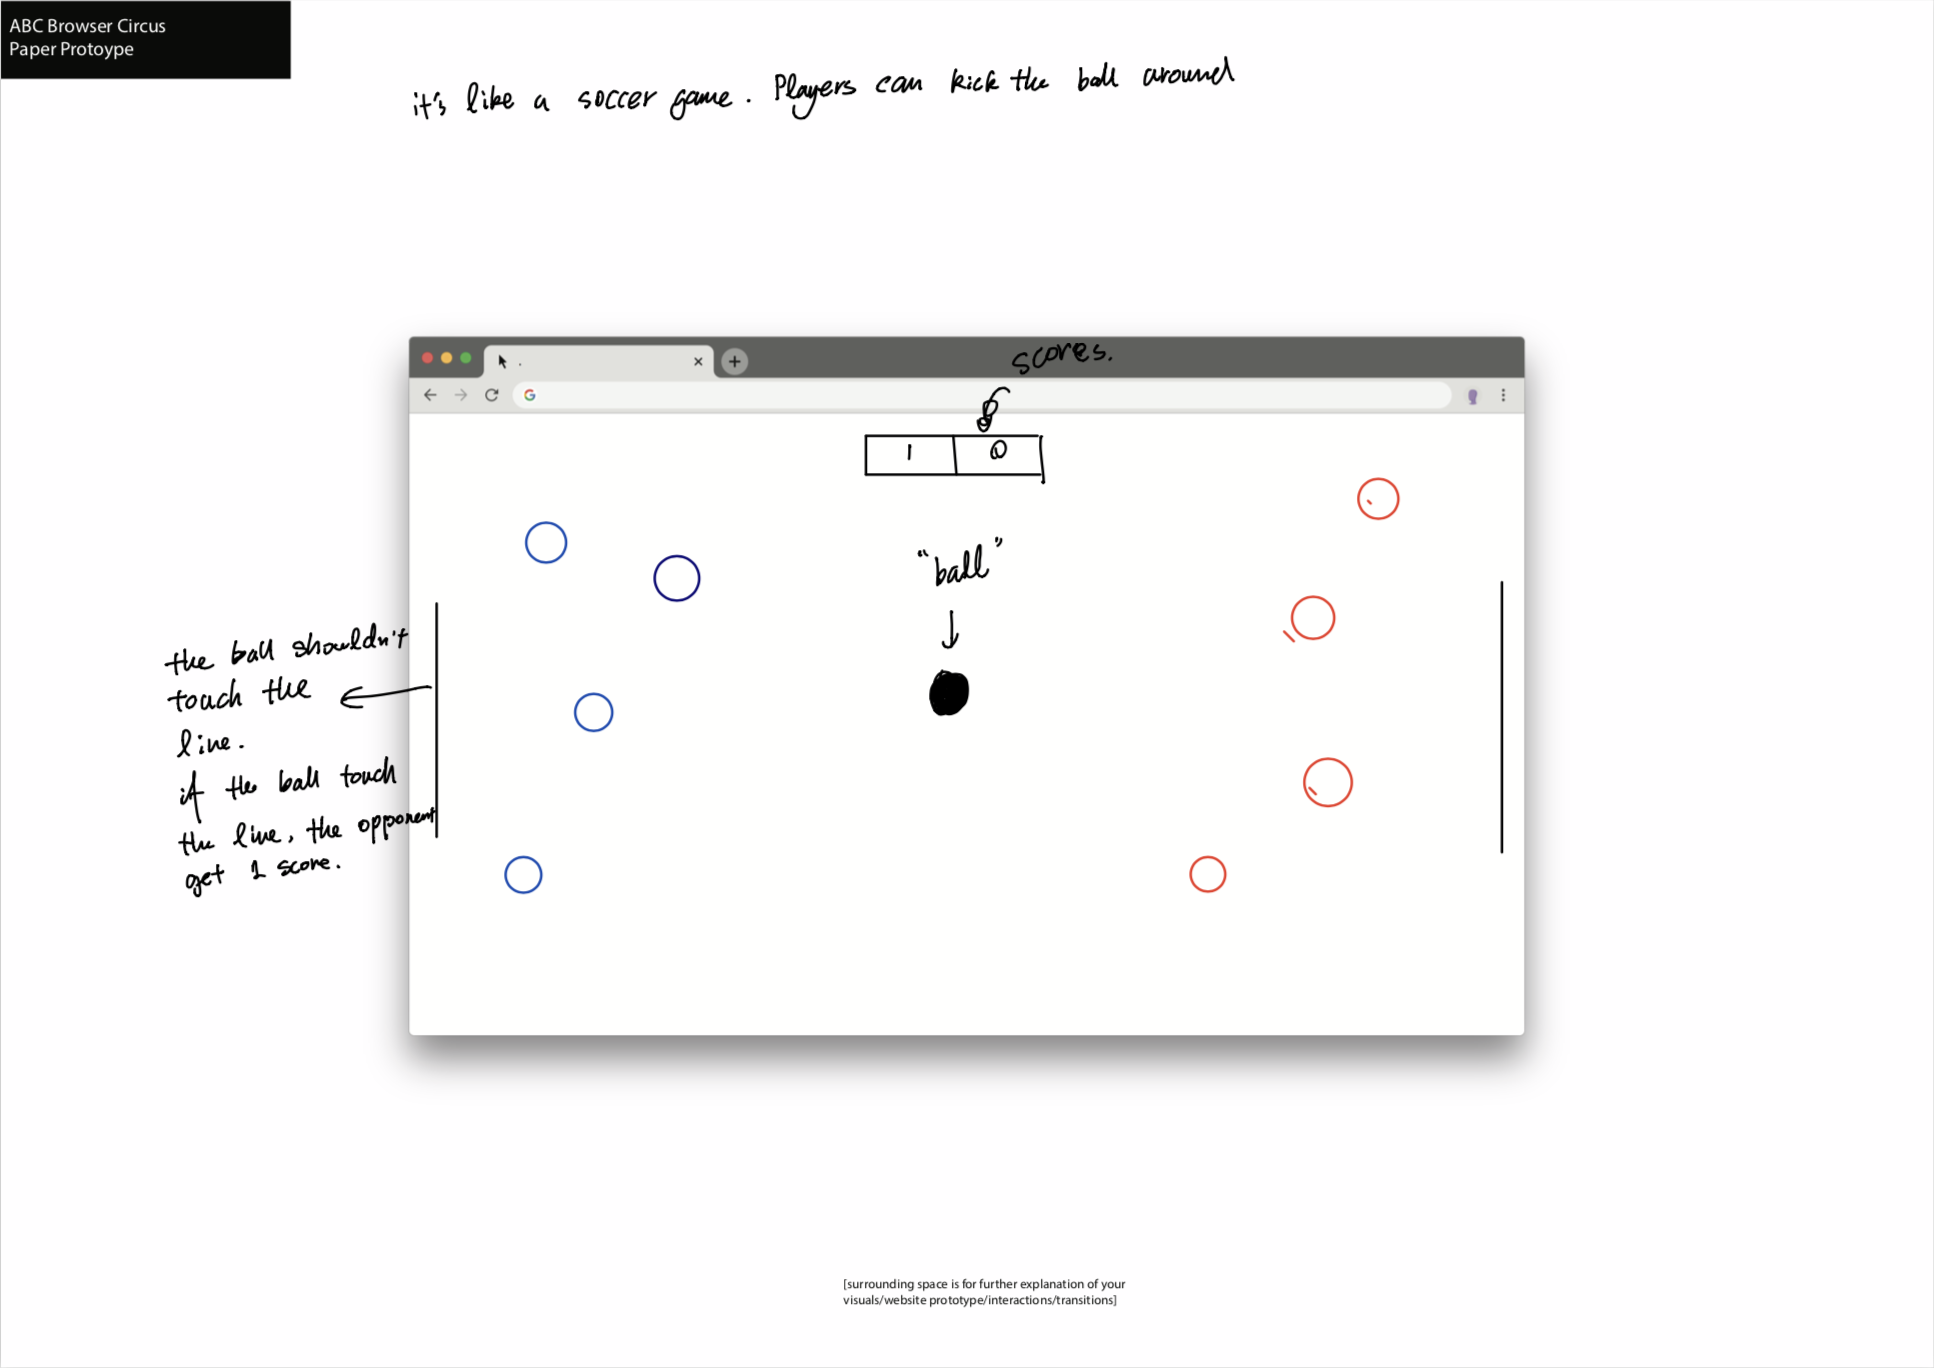 ABC Browser Circus
Paper Protoype
it's like a soccer game. Players can kick the ball around
scores.
1 0
"ball"
the ball shouldn't
touch the
line.
if the ball touch
the line, the opponent
get 1 score.
[surrounding space is for further explanation of your
visuals/website prototype/interactions/transitions]